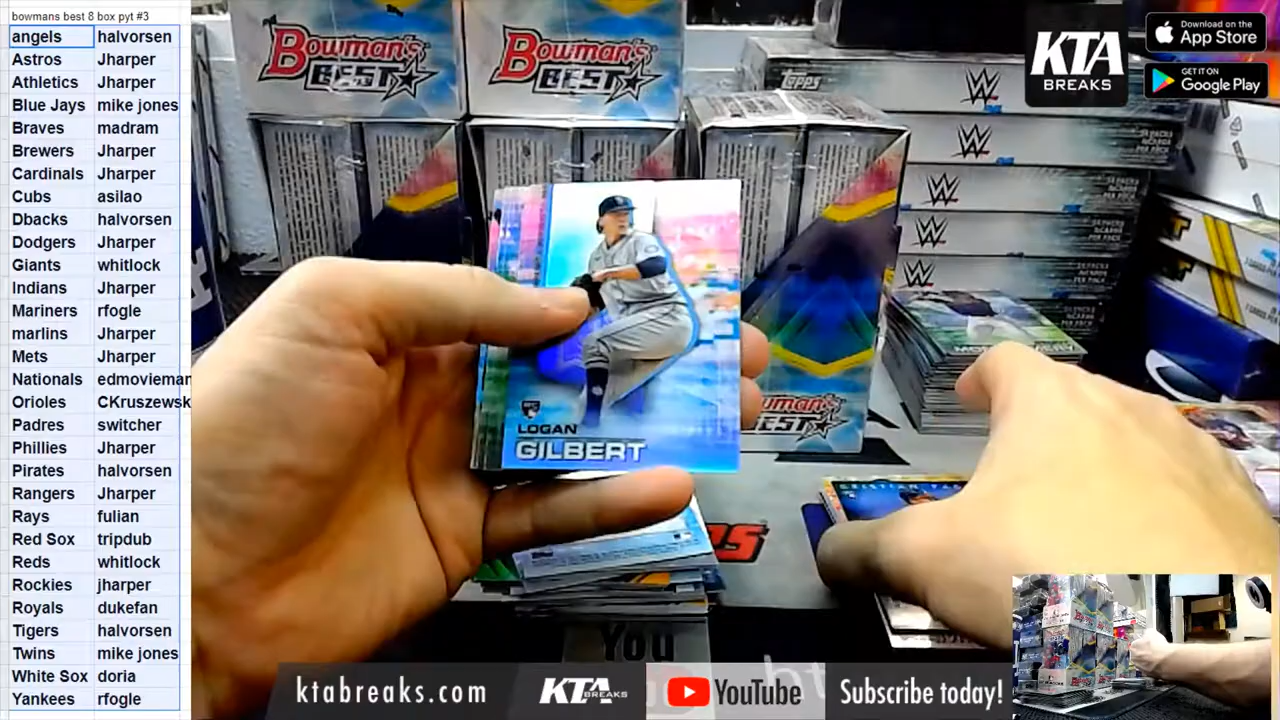 bowmans best 8 box pyt #3
angels halvorsen
Astros Jharper
Athletics Jharper
Blue Jays mike jones
Braves madram
Brewers Jharper
Cardinals Jharper
Cubs asilao
Dbacks halvorsen
Dodgers Jharper
Giants whitlock
Indians Jharper
Mariners rfogle
marlins Jharper
Mets Jharper
Nationals edmovieman
Orioles CKruszewsk
Padres switcher
Phillies Jharper
Pirates halvorsen
Rangers Jharper
Rays fulian
Red Sox tripdub
Reds whitlock
Rockies jharper
Royals dukefan
Tigers halvorsen
Twins mike jones
White Sox doria
Yankees rfogle
BOWMAN'S BEST
BOWMAN'S BEST
Topps
KTA
BREAKS
Download on the
App Store
GET IT ON
Google Play
LOGAN
GILBERT
RC
You
ktabreaks.com
KTA
BREAKS
YouTube
Subscribe today!